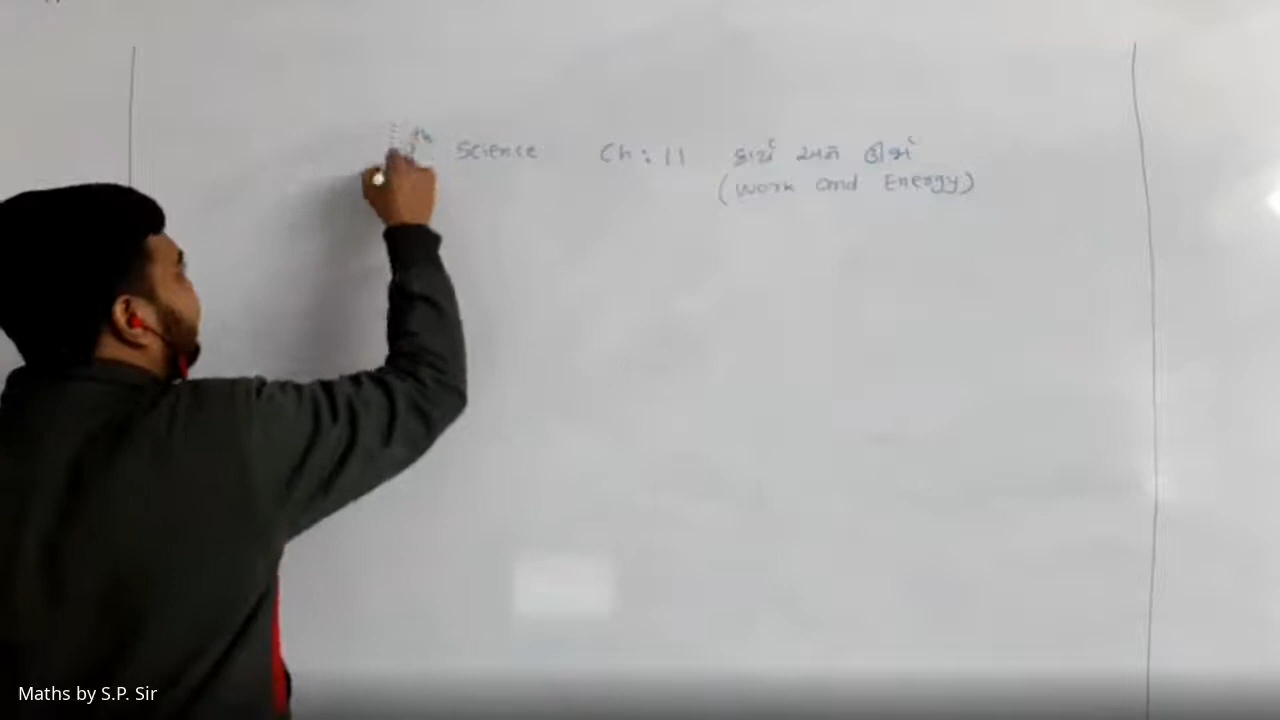 Science Ch: 11 કાર્ય અને ઊર્જા
(Work and Energy)
Maths by S.P. Sir